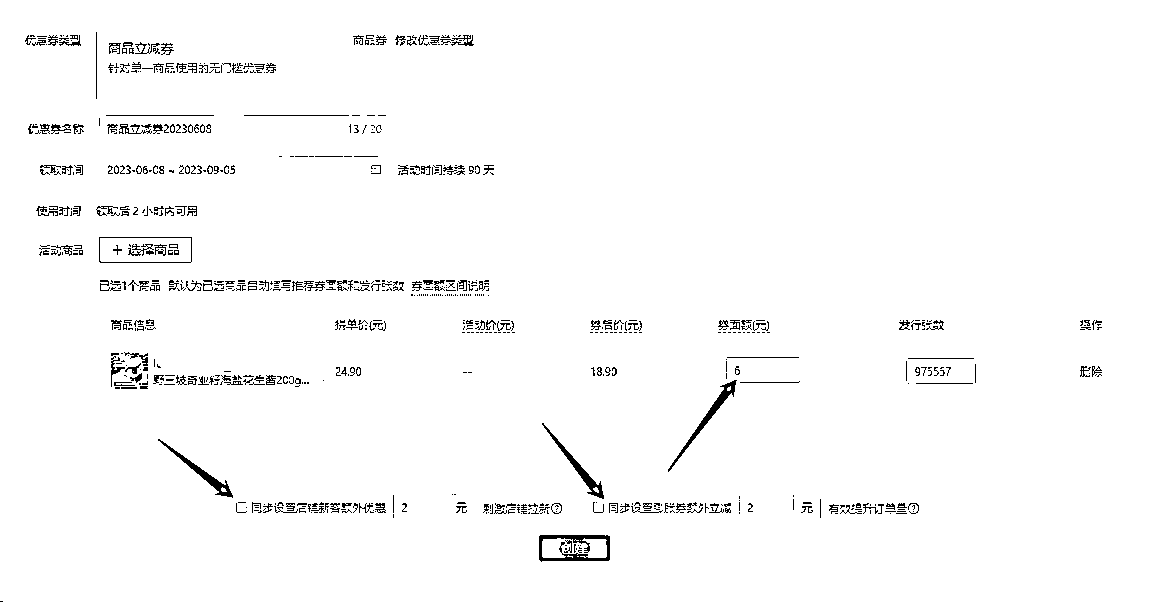 优惠券类型 商品立减券 商品券 修改优惠券类型
针对单一商品使用的无门槛优惠券
优惠券名称 商品立减券20230608 13 / 20
领取时间 2023-06-08 ~ 2023-09-05 活动时间持续 90 天
使用时间 领取后 2 小时内可用
活动商品 + 选择商品
已选1个商品 默认为已选商品自动填写推荐券面额和发行张数 券面额区间说明
商品信息 拼单价(元) 活动价(元) 券后价(元) 券面额(元) 发行张数 操作
野三坡奇亚籽海盐花生酱200g... 24.90 -- 18.90 6 975557 删除
同步设置店铺新客额外优惠 2 元 刺激店铺拉新 同步设置膨胀券额外立减 2 元 有效提升订单量
创建